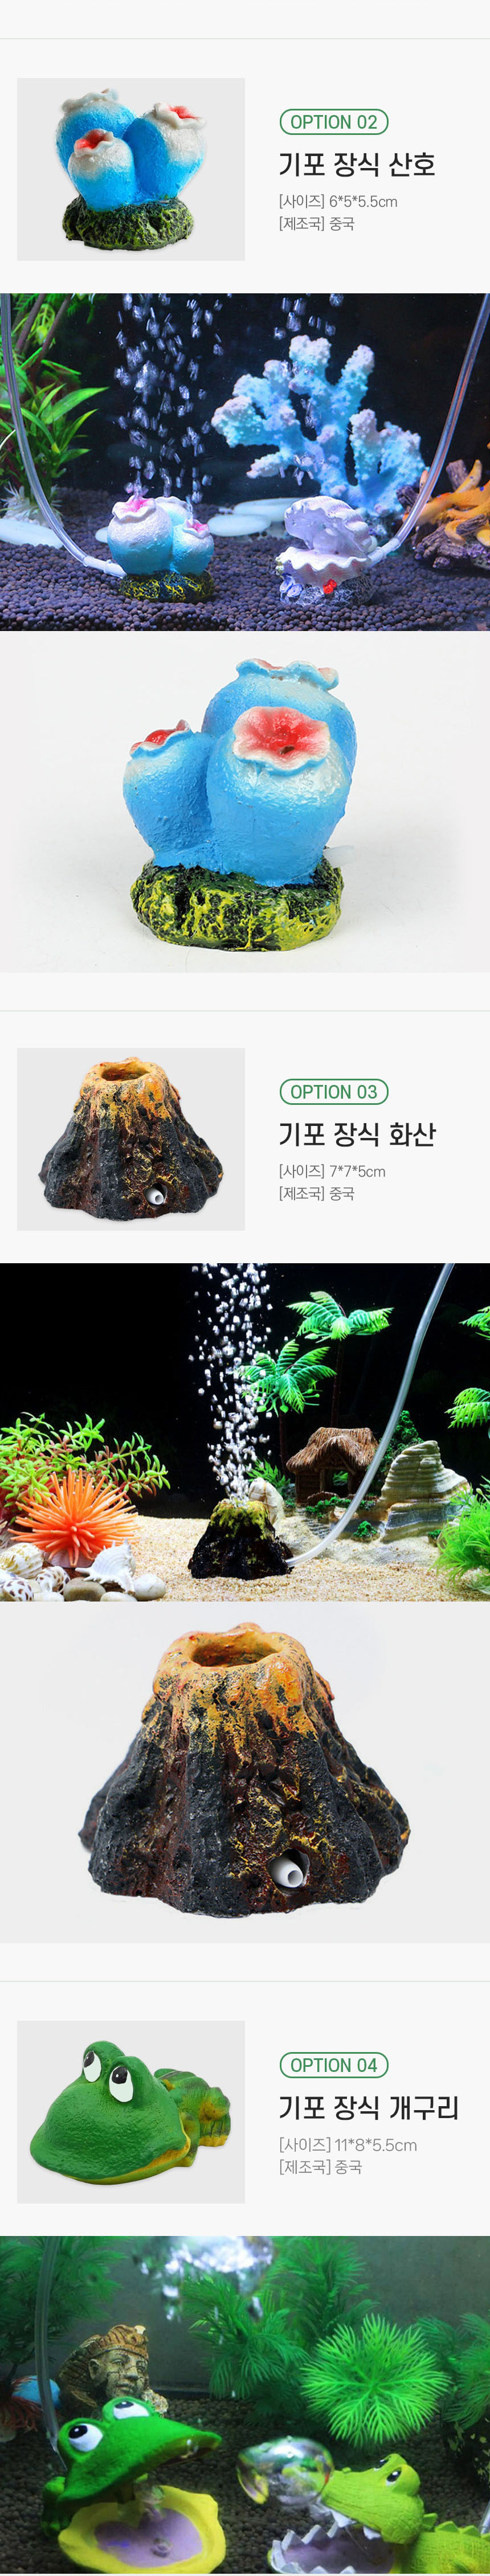 OPTION 02
기포 장식 산호
[사이즈] 6*5*5.5cm
[제조국] 중국
OPTION 03
기포 장식 화산
[사이즈] 7*7*5cm
[제조국] 중국
OPTION 04
기포 장식 개구리
[사이즈] 11*8*5.5cm
[제조국] 중국